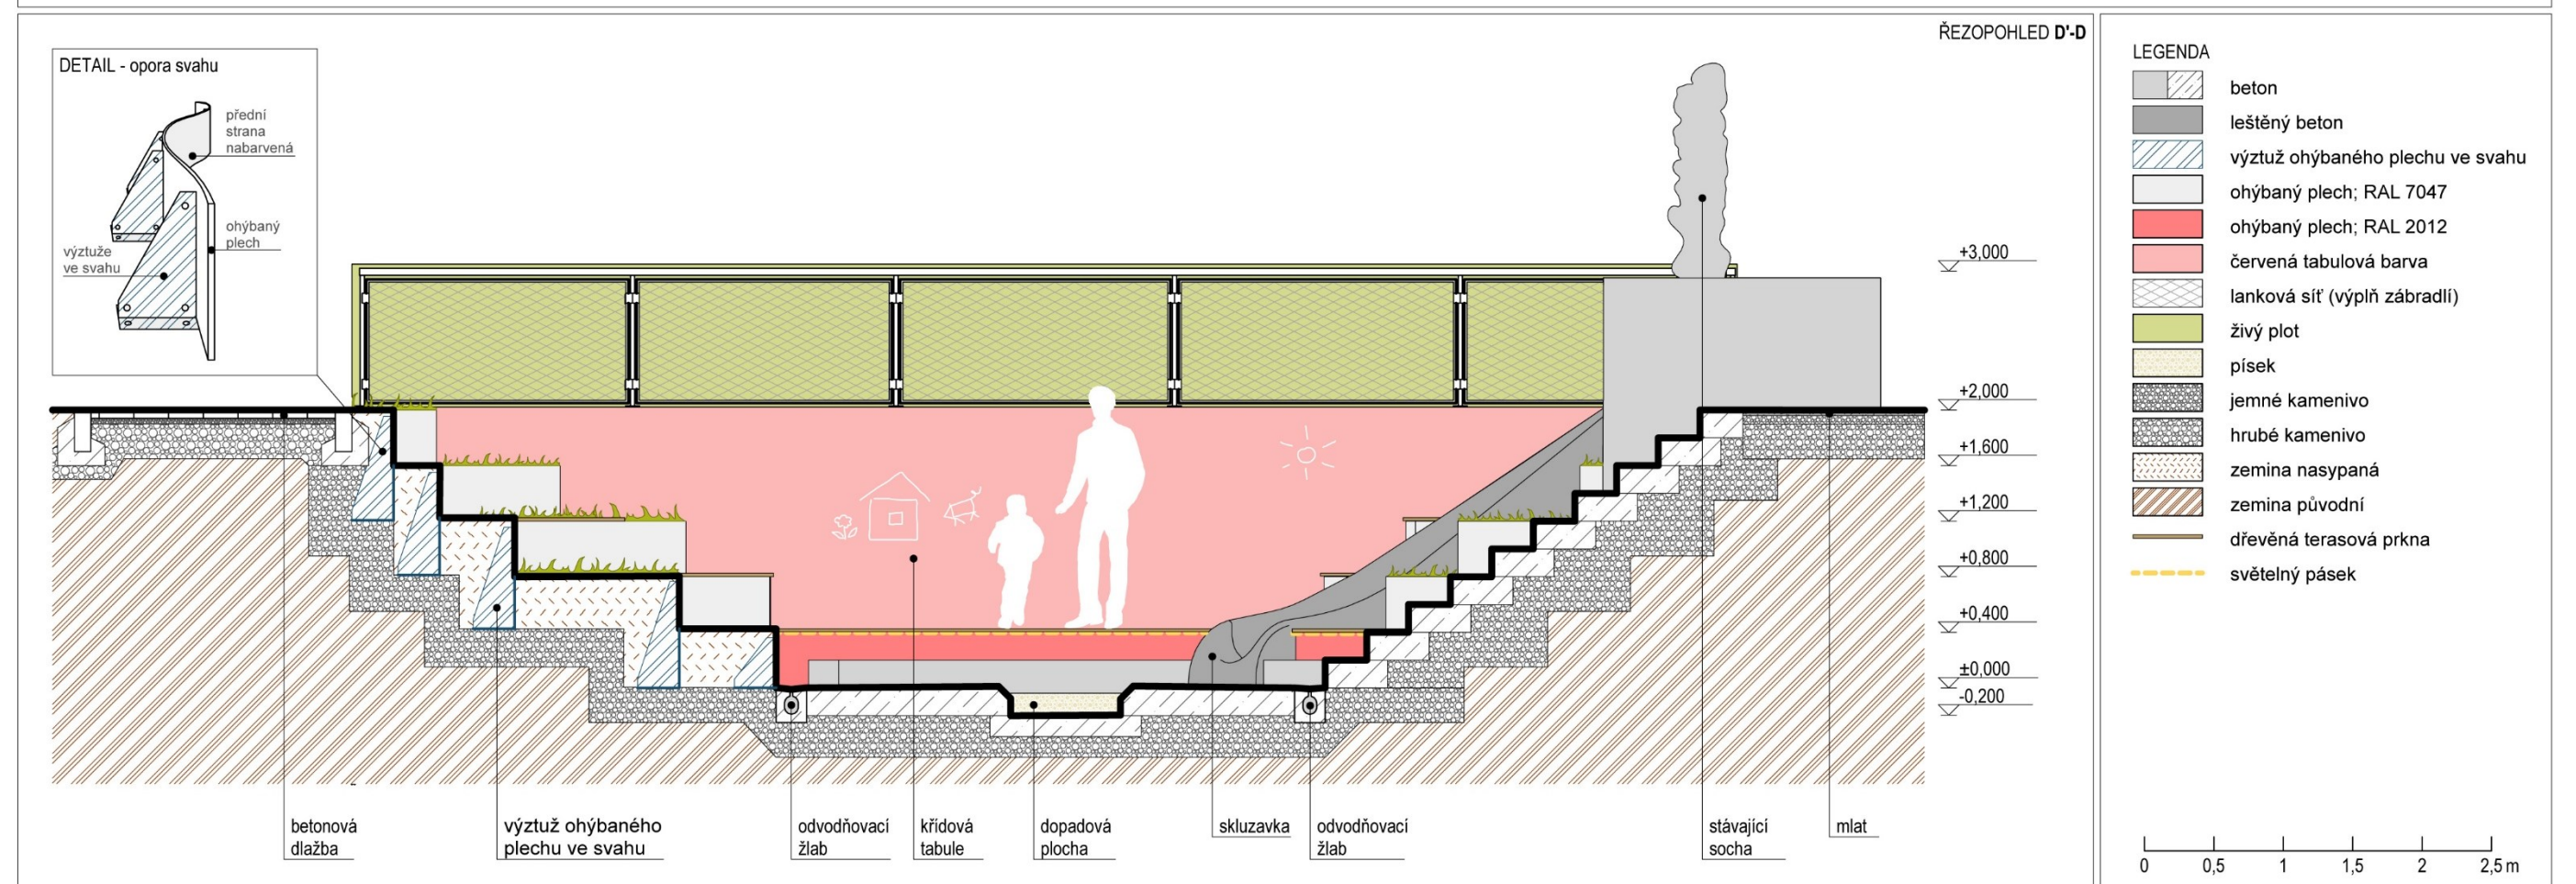 ŘEZOPOHLED D'-D
DETAIL - opora svahu
přední
strana
nabarvená
ohýbaný
plech
výztuže
ve svahu
+3,000
+2,000
+1,600
+1,200
+0,800
+0,400
±0,000
-0,200
betonová
dlažba
výztuž ohýbaného
plechu ve svahu
odvodňovací
žlab
křídová
tabule
dopadová
plocha
skluzavka
odvodňovací
žlab
stávající
socha
mlat
LEGENDA
beton
leštěný beton
výztuž ohýbaného plechu ve svahu
ohýbaný plech; RAL 7047
ohýbaný plech; RAL 2012
červená tabulová barva
lanková síť (výplň zábradlí)
živý plot
písek
jemné kamenivo
hrubé kamenivo
zemina nasypaná
zemina původní
dřevěná terasová prkna
světelný pásek
0 0,5 1 1,5 2 2,5 m